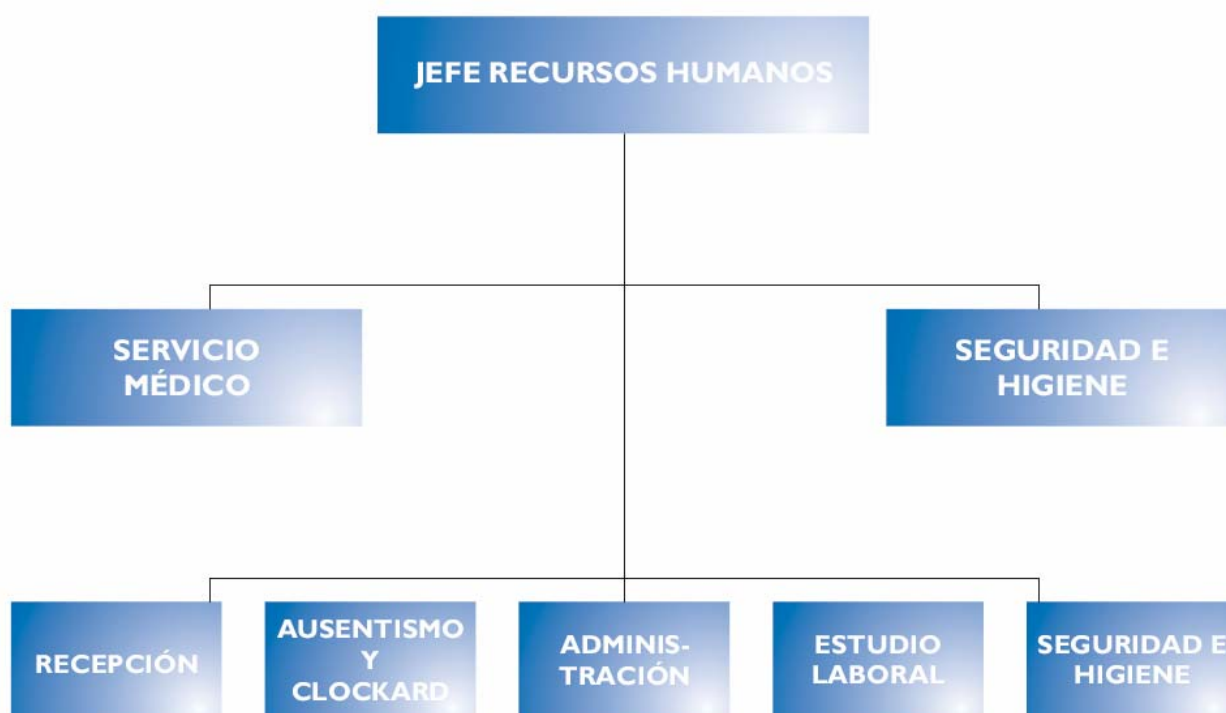 JEFE RECURSOS HUMANOS
SERVICIO
MÉDICO
SEGURIDAD E
HIGIENE
RECEPCIÓN
AUSENTISMO
Y
CLOCKARD
ADMINIS-
TRACIÓN
ESTUDIO
LABORAL
SEGURIDAD E
HIGIENE